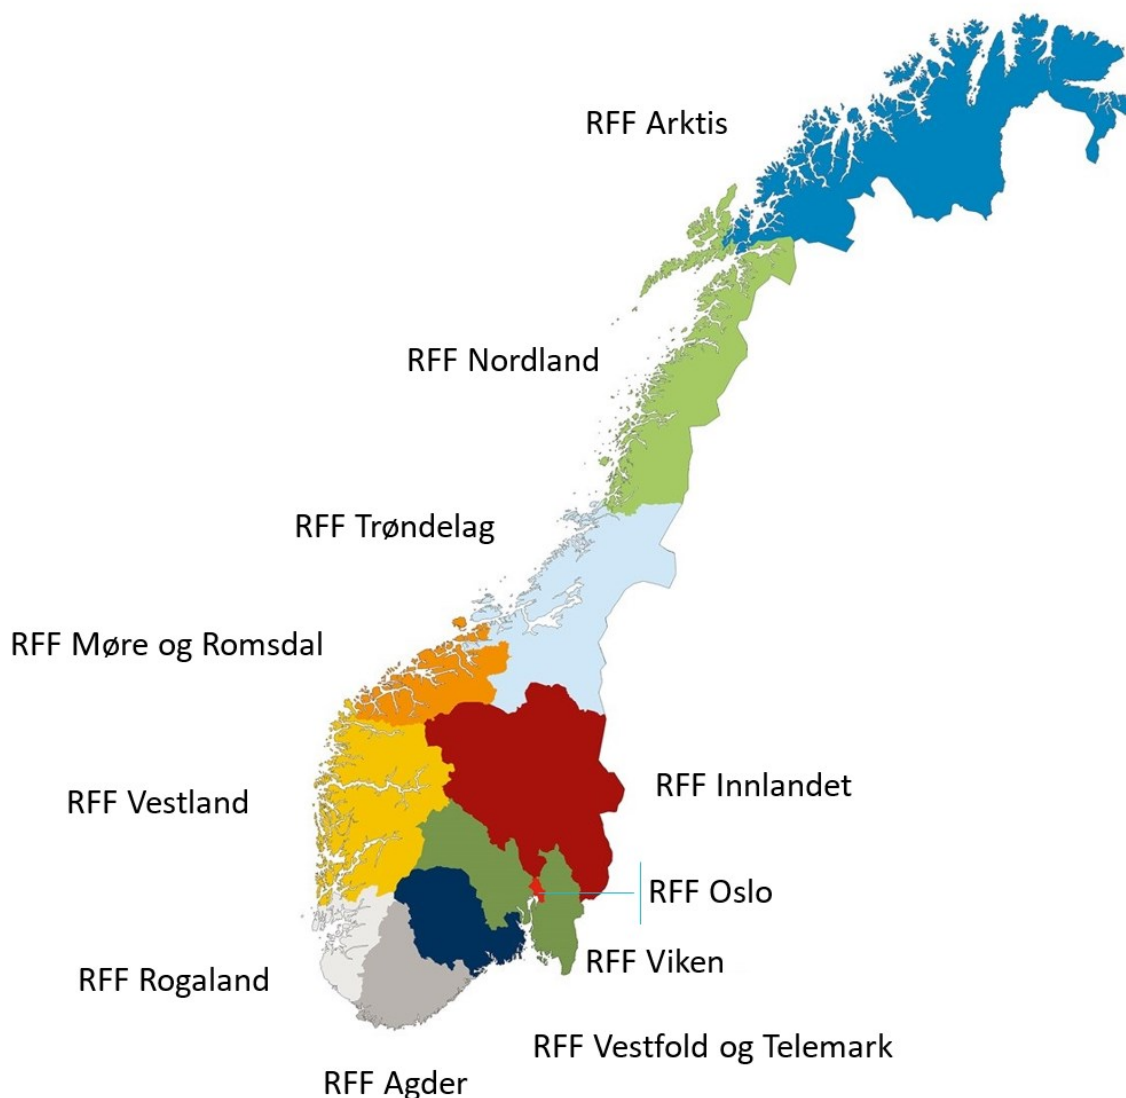 RFF Arktis
RFF Nordland
RFF Trøndelag
RFF Møre og Romsdal
RFF Vestland
RFF Innlandet
RFF Oslo
RFF Viken
RFF Rogaland
RFF Vestfold og Telemark
RFF Agder